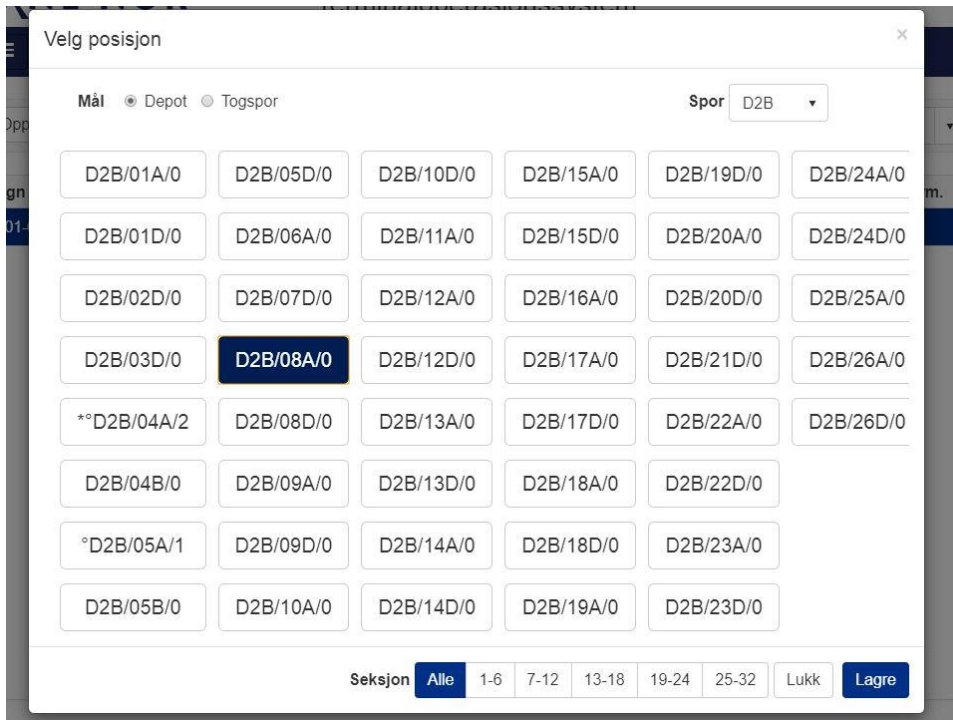 Velg posisjon ×
Mål Depot Togspor Spor D2B
D2B/01A/0 D2B/05D/0 D2B/10D/0 D2B/15A/0 D2B/19D/0 D2B/24A/0
D2B/01D/0 D2B/06A/0 D2B/11A/0 D2B/15D/0 D2B/20A/0 D2B/24D/0
D2B/02D/0 D2B/07D/0 D2B/12A/0 D2B/16A/0 D2B/20D/0 D2B/25A/0
D2B/03D/0 D2B/08A/0 D2B/12D/0 D2B/17A/0 D2B/21D/0 D2B/26A/0
*°D2B/04A/2 D2B/08D/0 D2B/13A/0 D2B/17D/0 D2B/22A/0 D2B/26D/0
D2B/04B/0 D2B/09A/0 D2B/13D/0 D2B/18A/0 D2B/22D/0
°D2B/05A/1 D2B/09D/0 D2B/14A/0 D2B/18D/0 D2B/23A/0
D2B/05B/0 D2B/10A/0 D2B/14D/0 D2B/19A/0 D2B/23D/0
Seksjon Alle 1-6 7-12 13-18 19-24 25-32 Lukk Lagre